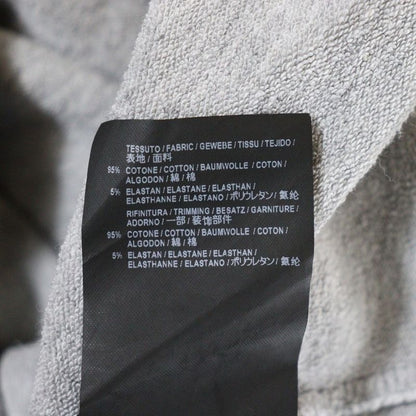 TESSUTO / FABRIC / GEWEBE / TISSU / TEJIDO /
表地 / 面料
95% COTONE / COTTON / BAUMWOLLE / COTON /
ALGODON / 綿 / 棉
5% ELASTAN / ELASTANE / ELASTHAN /
ELASTHANNE / ELASTANO / ポリウレタン / 氨纶
RIFINITURA / TRIMMING / BESATZ / GARNITURE /
ADORNO / 一部 / 装饰部件
95% COTONE / COTTON / BAUMWOLLE / COTON /
ALGODON / 綿 / 棉
5% ELASTAN / ELASTANE / ELASTHAN /
ELASTHANNE / ELASTANO / ポリウレタン / 氨纶